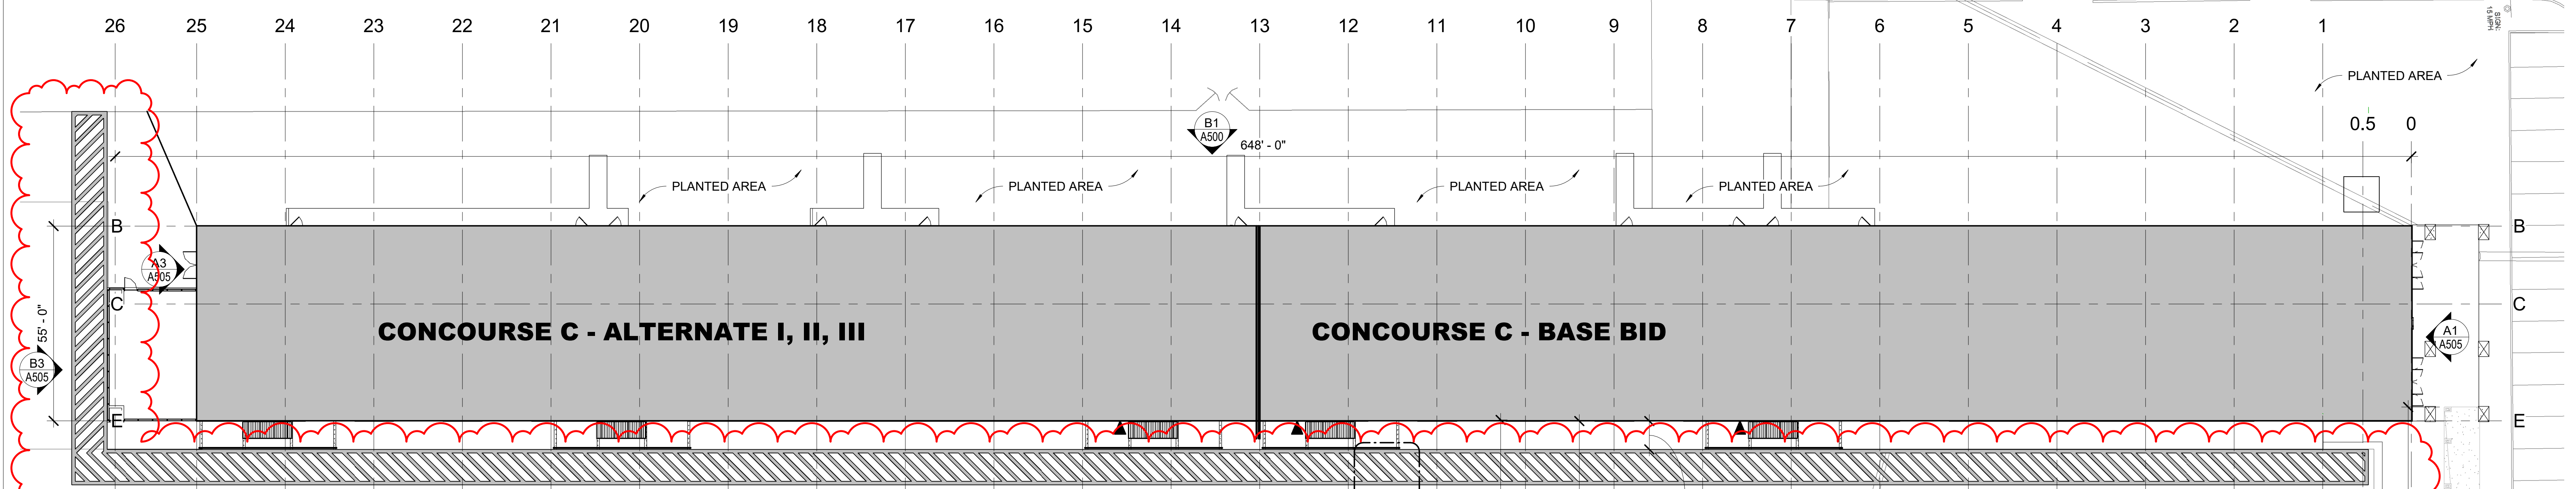 26 25 24 23 22 21 20 19 18 17 16 15 14 13 12 11 10 9 8 7 6 5 4 3 2 1
SIGN:
15 MPH
PLANTED AREA
0.5 0
B1
A500
648' - 0"
PLANTED AREA PLANTED AREA PLANTED AREA PLANTED AREA
B B
A3
A505
C C
55' - 0"
CONCOURSE C - ALTERNATE I, II, III CONCOURSE C - BASE BID
A1
A505
B3
A505
E E